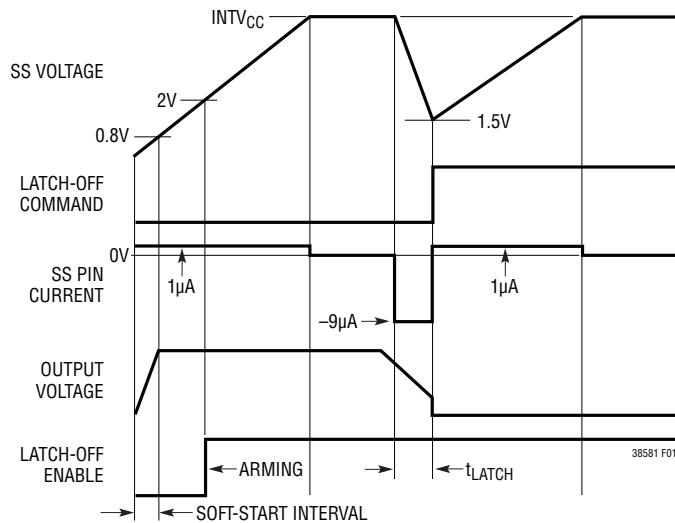 INTVCC
SS VOLTAGE
2V
0.8V
1.5V
LATCH-OFF
COMMAND
0V
SS PIN
CURRENT
1µA
1µA
–9µA
OUTPUT
VOLTAGE
LATCH-OFF
ENABLE
ARMING
tLATCH
38581 F01
SOFT-START INTERVAL